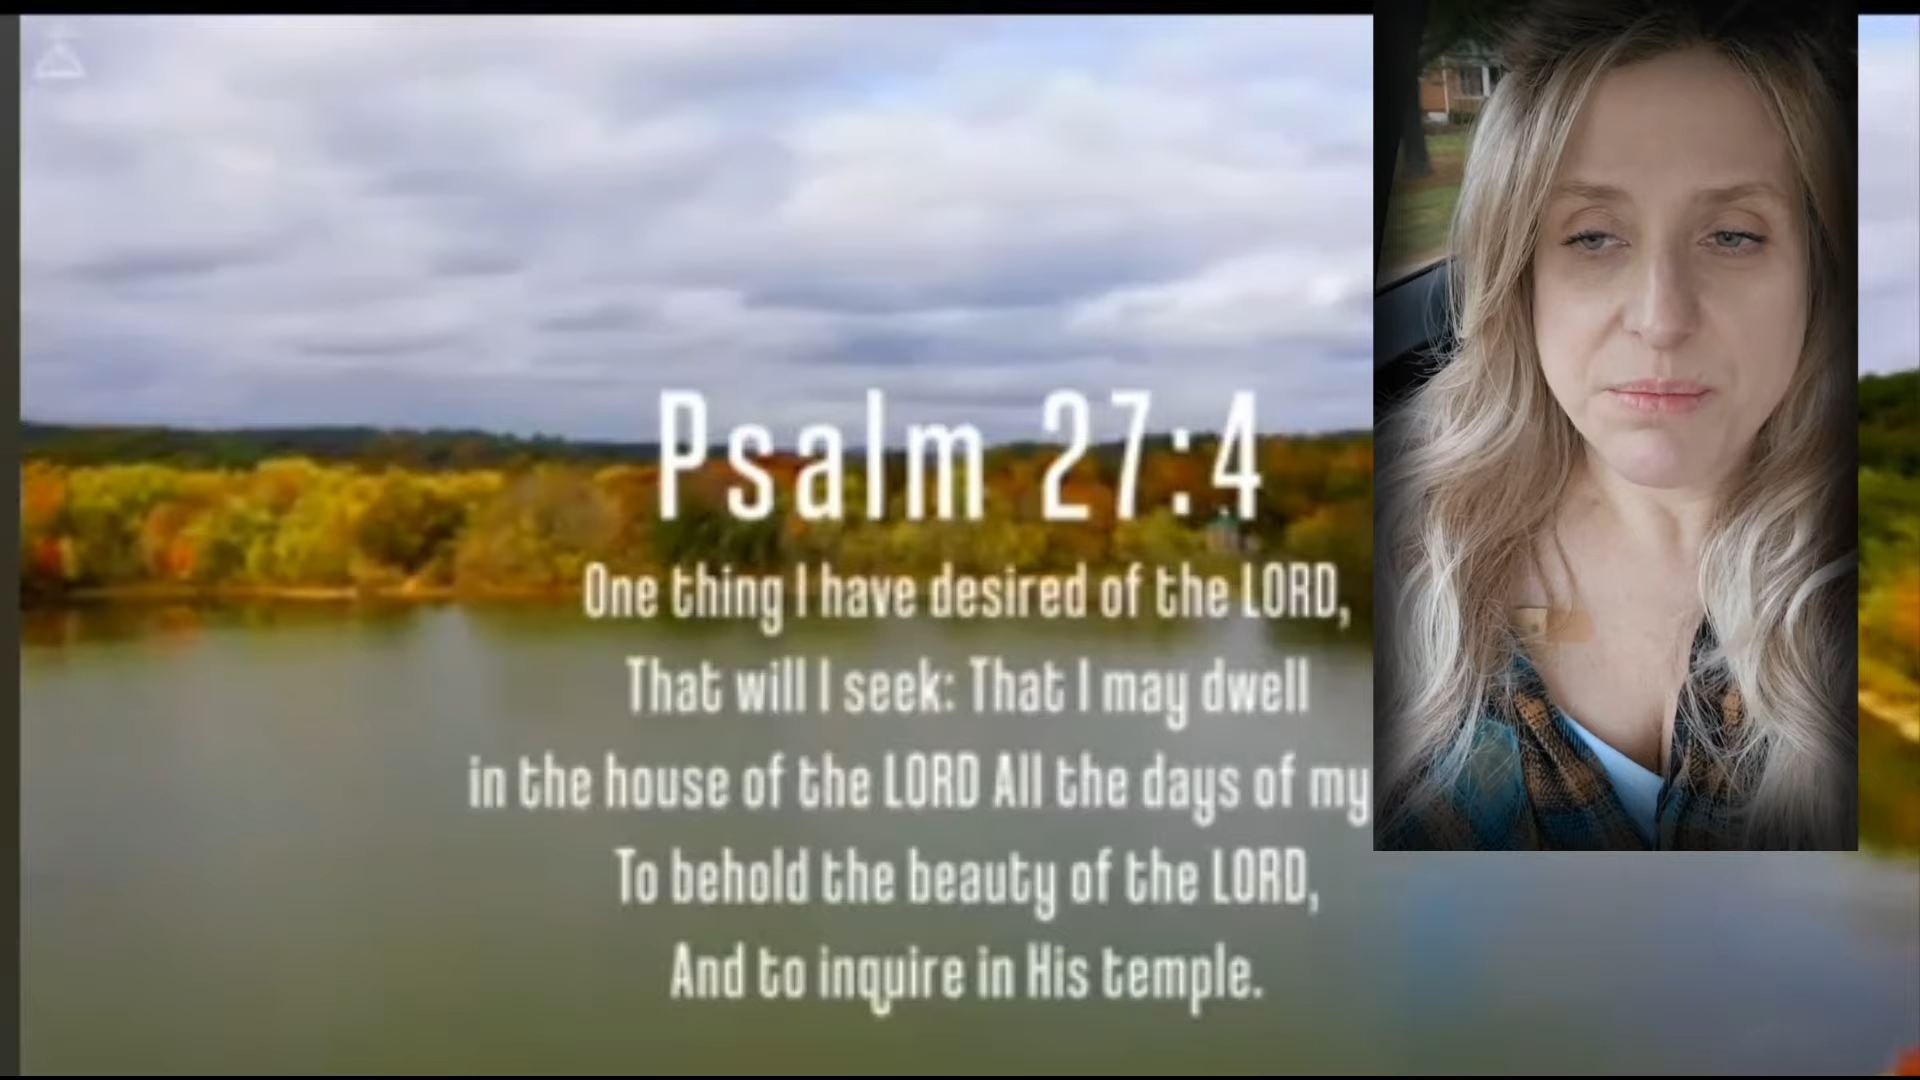 Psalm 27:4
One thing I have desired of the LORD,
That will I seek: That I may dwell
in the house of the LORD All the days of my
To behold the beauty of the LORD,
And to inquire in His temple.